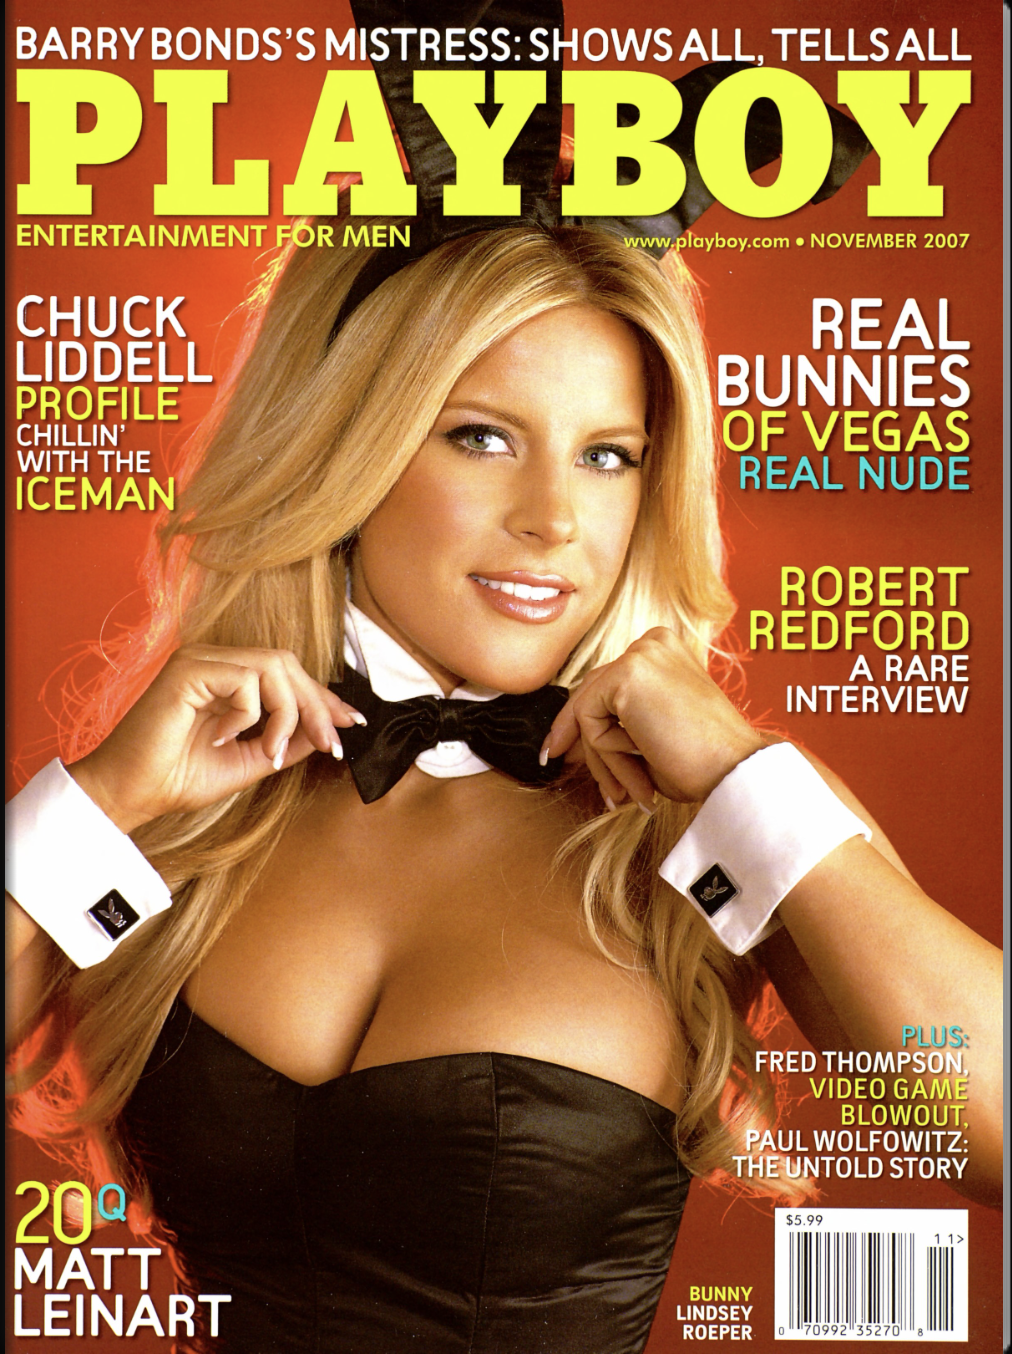 BARRY BONDS'S MISTRESS: SHOWS ALL, TELLS ALL
PLAYBOY
ENTERTAINMENT FOR MEN
www.playboy.com • NOVEMBER 2007
CHUCK
LIDDELL
PROFILE
CHILLIN'
WITH THE
ICEMAN
REAL
BUNNIES
OF VEGAS
REAL NUDE
ROBERT
REDFORD
A RARE
INTERVIEW
PLUS:
FRED THOMPSON,
VIDEO GAME
BLOWOUT,
PAUL WOLFOWITZ:
THE UNTOLD STORY
20Q
MATT
LEINART
BUNNY
LINDSEY
ROEPER
$5.99
11>
0 70992 35270 8